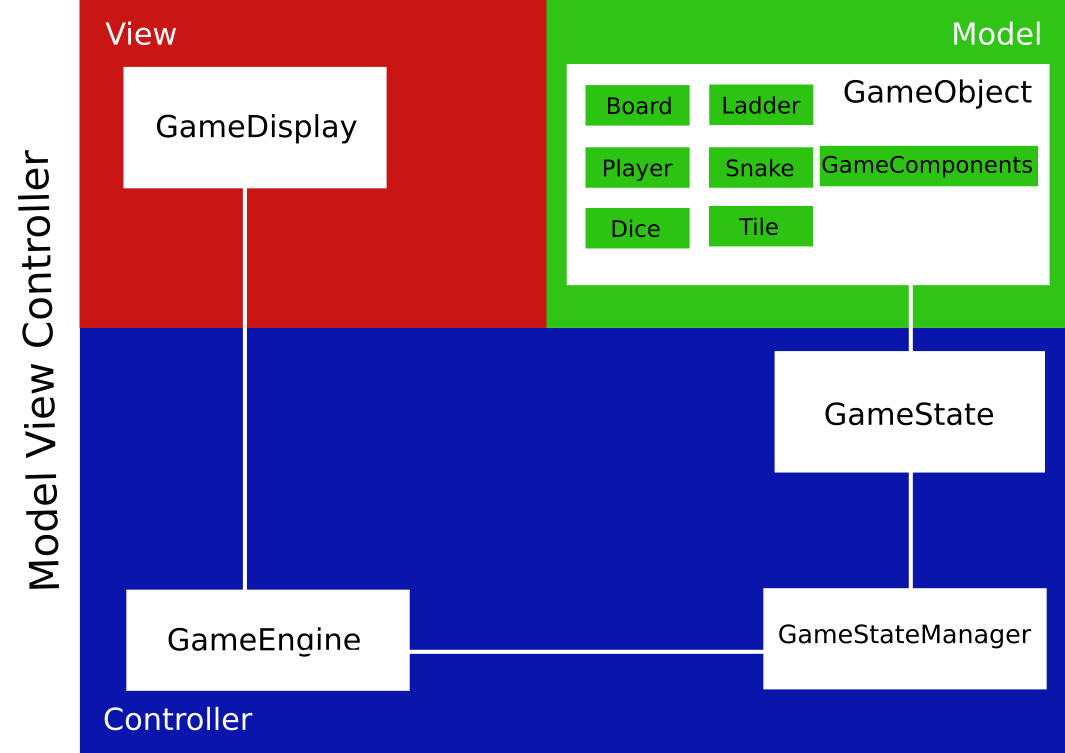 Model View Controller
View
GameDisplay
Model
GameObject
Board
Ladder
Player
Snake
GameComponents
Dice
Tile
GameState
GameEngine
GameStateManager
Controller